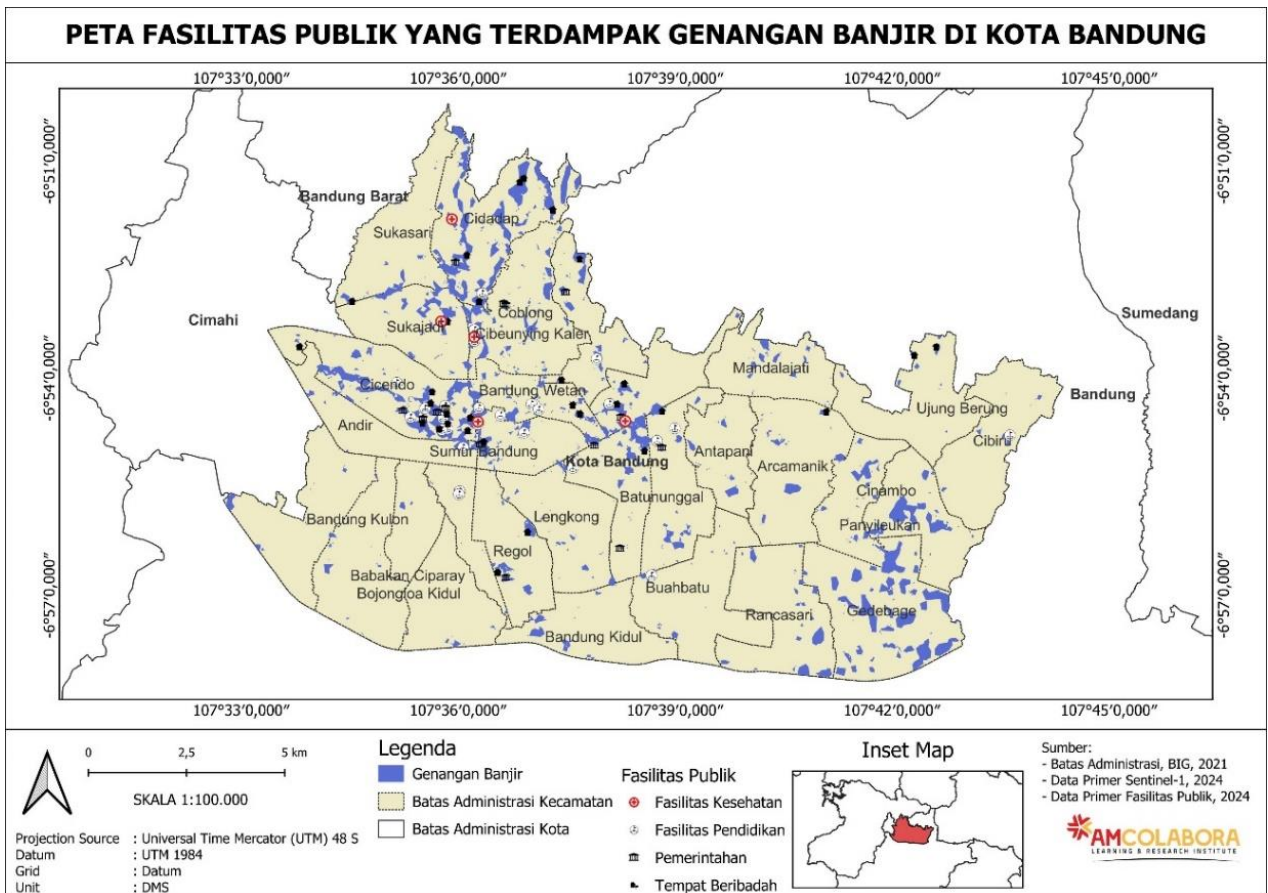 PETA FASILITAS PUBLIK YANG TERDAMPAK GENANGAN BANJIR DI KOTA BANDUNG
107°33'0,000" 107°36'0,000" 107°39'0,000" 107°42'0,000" 107°45'0,000"
-6°51'0,000"
-6°54'0,000"
-6°57'0,000"
-6°51'0,000"
-6°54'0,000"
-6°57'0,000"
Bandung Barat
Cidadap
Sukasari
Cimahi
Sumedang
Coblong
Sukajadi
Cibeunying Kaler
Mandalajati
Cicendo
Bandung Wetan
Bandung
Ujung Berung
Andir
Cibiru
Sumur Bandung
Kota Bandung
Antapani
Arcamanik
Batununggal
Cinambo
Bandung Kulon
Lengkong
Panyileukan
Regol
Babakan Ciparay
Bojongloa Kidul
Buahbatu
Rancasari
Gedebage
Bandung Kidul
107°33'0,000" 107°36'0,000" 107°39'0,000" 107°42'0,000" 107°45'0,000"
0 2,5 5 km
SKALA 1:100.000
Projection Source : Universal Time Mercator (UTM) 48 S
Datum : UTM 1984
Grid : Datum
Unit : DMS
Legenda
Genangan Banjir
Batas Administrasi Kecamatan
Batas Administrasi Kota
Fasilitas Publik
Fasilitas Kesehatan
Fasilitas Pendidikan
Pemerintahan
Tempat Beribadah
Inset Map
Sumber:
- Batas Administrasi, BIG, 2021
- Data Primer Sentinel-1, 2024
- Data Primer Fasilitas Publik, 2024
AMCOLABORA
LEARNING & RESEARCH INSTITUTE